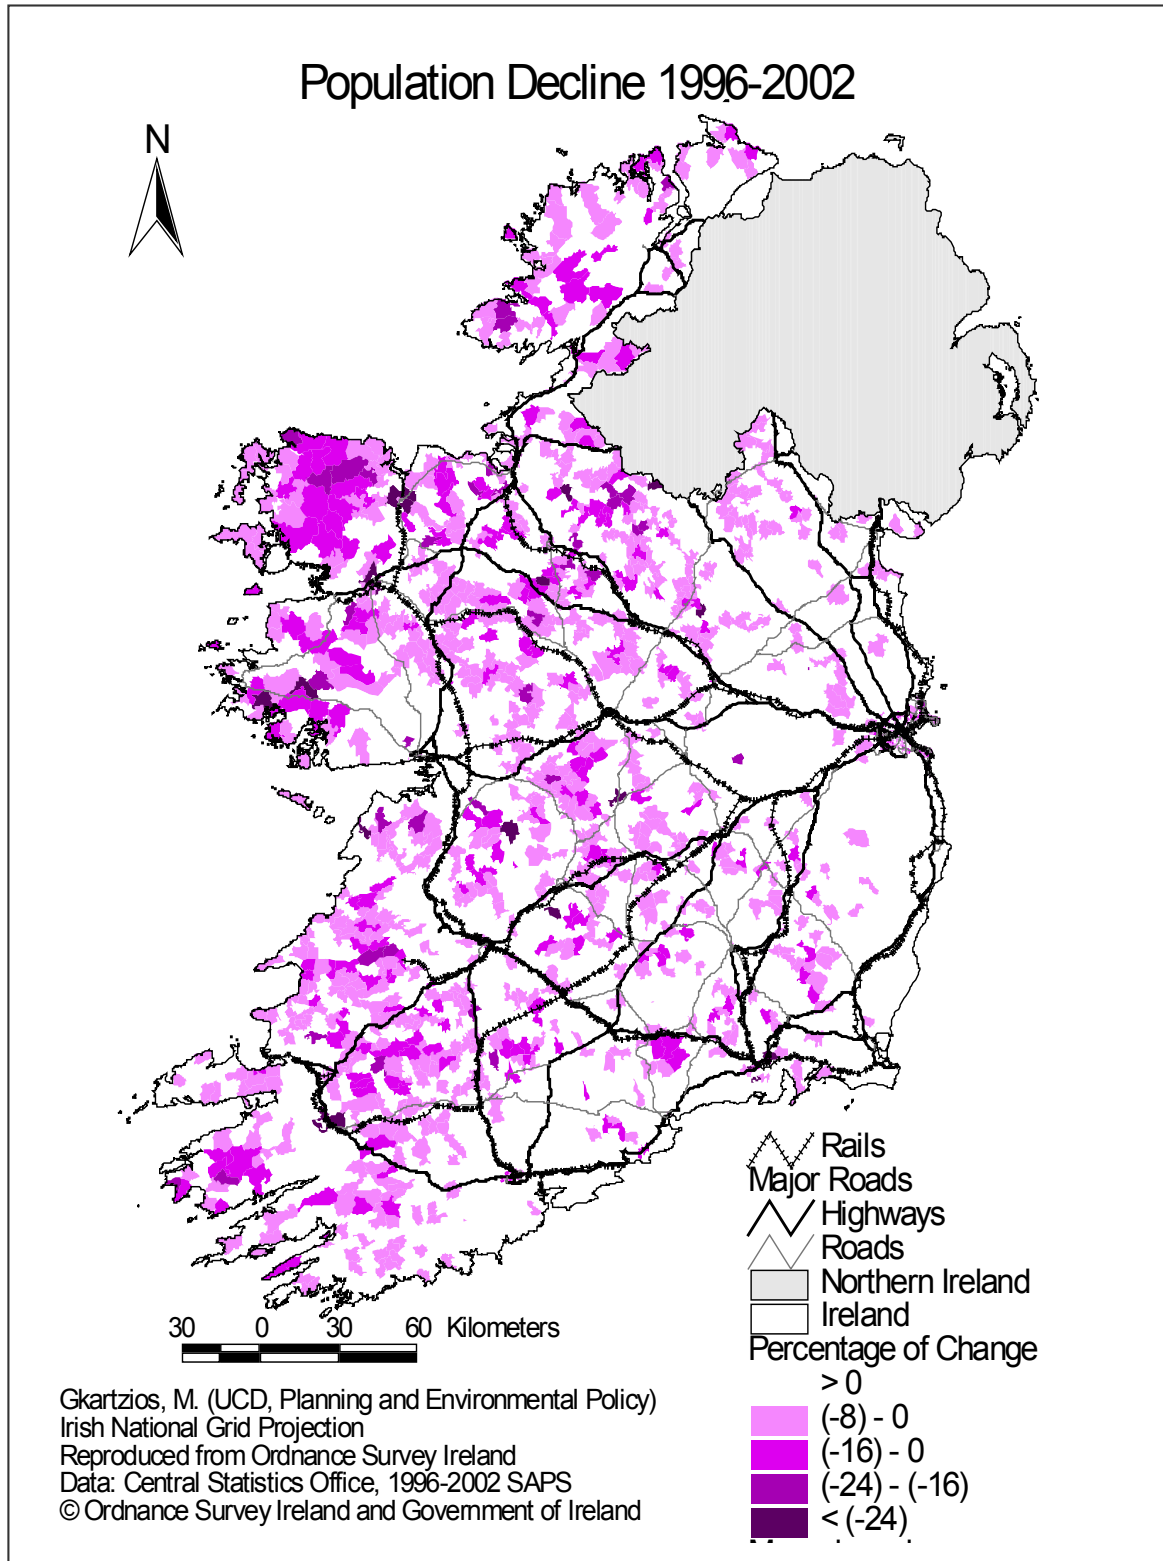 Population Decline 1996-2002
N
Rails
Major Roads
Highways
Roads
Northern Ireland
Ireland
30 0 30 60 Kilometers
Percentage of Change
> 0
(-8) - 0
(-16) - 0
(-24) - (-16)
< (-24)
Gkartzios, M. (UCD, Planning and Environmental Policy)
Irish National Grid Projection
Reproduced from Ordnance Survey Ireland
Data: Central Statistics Office, 1996-2002 SAPS
© Ordnance Survey Ireland and Government of Ireland